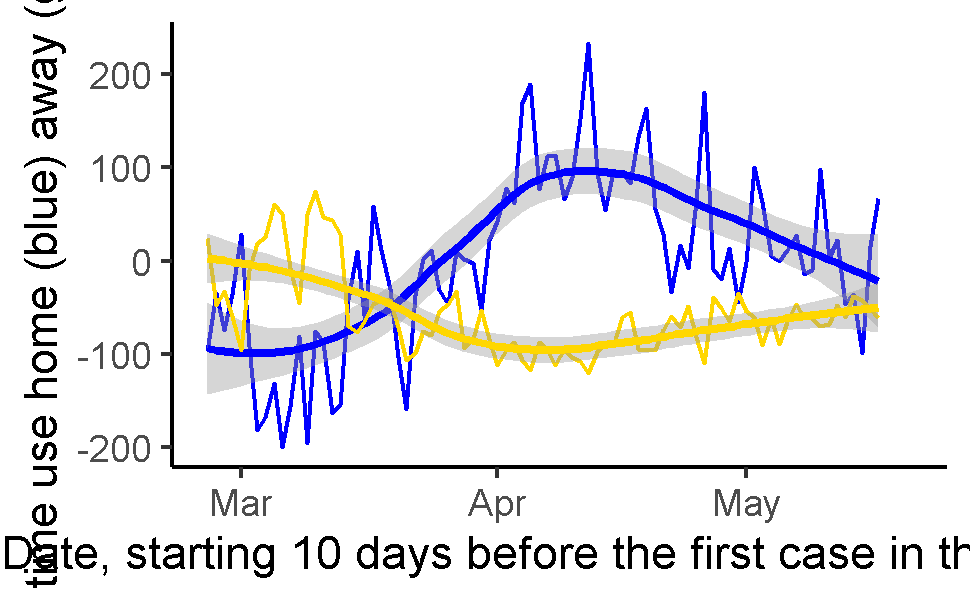 time use home (blue) away (
200
100
0
-100
-200
Mar Apr May
Date, starting 10 days before the first case in th